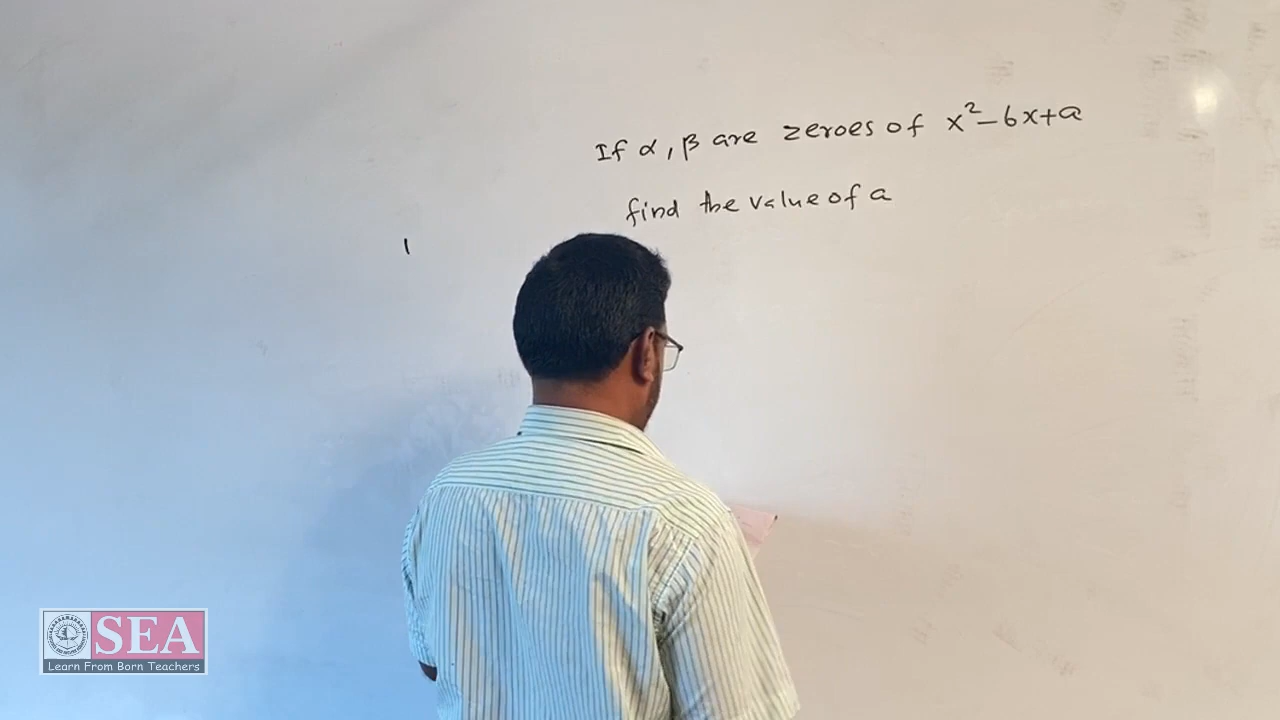 If α, β are zeroes of x²-6x+a
find the value of a
SEA
Learn From Born Teachers